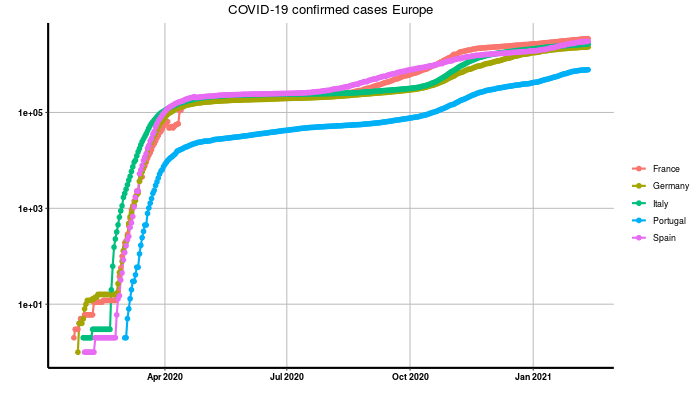 COVID-19 confirmed cases Europe
1e+05
1e+03
1e+01
Apr 2020
Jul 2020
Oct 2020
Jan 2021
France
Germany
Italy
Portugal
Spain